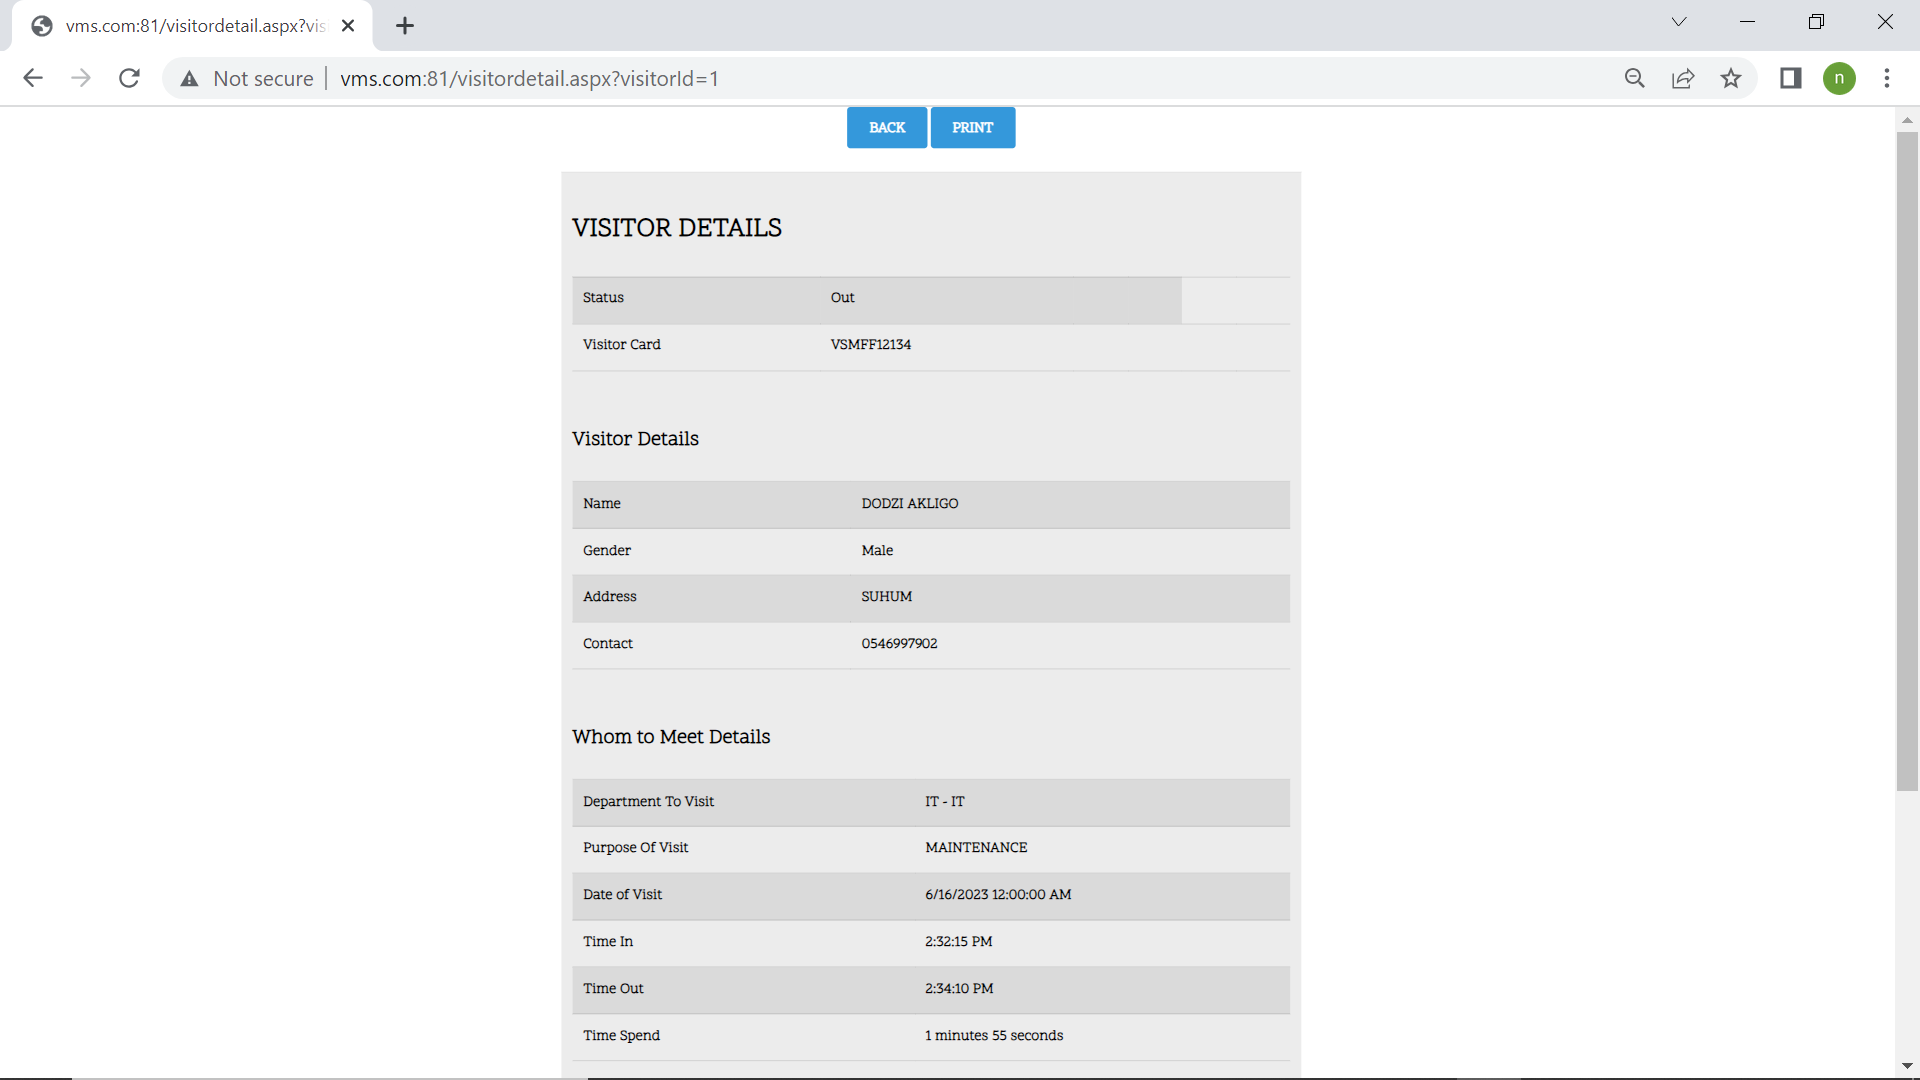 vms.com:81/visitordetail.aspx?vis
Not secure vms.com:81/visitordetail.aspx?visitorId=1
n
BACK PRINT
VISITOR DETAILS
Status Out
Visitor Card VSMFF12134
Visitor Details
Name DODZI AKLIGO
Gender Male
Address SUHUM
Contact 0546997902
Whom to Meet Details
Department To Visit IT - IT
Purpose Of Visit MAINTENANCE
Date of Visit 6/16/2023 12:00:00 AM
Time In 2:32:15 PM
Time Out 2:34:10 PM
Time Spend 1 minutes 55 seconds